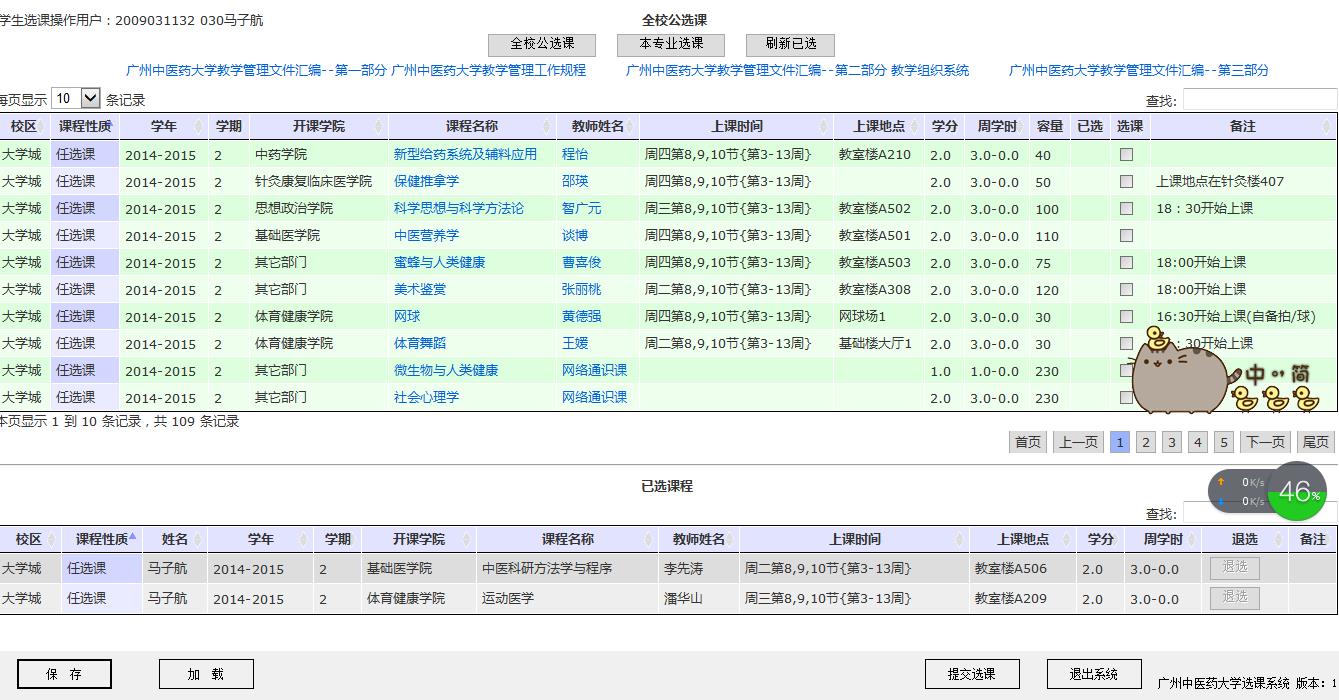 学生选课操作用户：2009031132 030马子航
全校公选课
全校公选课 本专业选课 刷新已选
广州中医药大学教学管理文件汇编--第一部分 广州中医药大学教学管理工作规程 广州中医药大学教学管理文件汇编--第二部分 教学组织系统 广州中医药大学教学管理文件汇编--第三部分
每页显示 10 条记录 查找:
校区 课程性质 学年 学期 开课学院 课程名称 教师姓名 上课时间 上课地点 学分 周学时 容量 已选 选课 备注
大学城 任选课 2014-2015 2 中药学院 新型给药系统及辅料应用 程怡 周四第8,9,10节{第3-13周} 教室楼A210 2.0 3.0-0.0 40
大学城 任选课 2014-2015 2 针灸康复临床医学院 保健推拿学 邵瑛 周四第8,9,10节{第3-13周} 2.0 3.0-0.0 50 上课地点在针灸楼407
大学城 任选课 2014-2015 2 思想政治学院 科学思想与科学方法论 智广元 周三第8,9,10节{第3-13周} 教室楼A502 2.0 3.0-0.0 100 18：30开始上课
大学城 任选课 2014-2015 2 基础医学院 中医营养学 谈博 周四第8,9,10节{第3-13周} 教室楼A501 2.0 3.0-0.0 110
大学城 任选课 2014-2015 2 其它部门 蜜蜂与人类健康 曹喜俊 周四第8,9,10节{第3-13周} 教室楼A503 2.0 3.0-0.0 75 18:00开始上课
大学城 任选课 2014-2015 2 其它部门 美术鉴赏 张丽桃 周二第8,9,10节{第3-13周} 教室楼A308 2.0 3.0-0.0 120 18:00开始上课
大学城 任选课 2014-2015 2 体育健康学院 网球 黄德强 周四第8,9,10节{第3-13周} 网球场1 2.0 3.0-0.0 30 16:30开始上课(自备拍/球)
大学城 任选课 2014-2015 2 体育健康学院 体育舞蹈 王媛 周二第8,9,10节{第3-13周} 基础楼大厅1 2.0 3.0-0.0 30 :30开始上课
大学城 任选课 2014-2015 2 其它部门 微生物与人类健康 网络通识课 1.0 1.0-0.0 230
大学城 任选课 2014-2015 2 其它部门 社会心理学 网络通识课 2.0 3.0-0.0 230
中 简
本页显示 1 到 10 条记录，共 109 条记录
首页 上一页 1 2 3 4 5 下一页 尾页
已选课程
0K/s 46%
0K/s
查找:
校区 课程性质 姓名 学年 学期 开课学院 课程名称 教师姓名 上课时间 上课地点 学分 周学时 退选 备注
大学城 任选课 马子航 2014-2015 2 基础医学院 中医科研方法学与程序 李先涛 周二第8,9,10节{第3-13周} 教室楼A506 2.0 3.0-0.0 退选
大学城 任选课 马子航 2014-2015 2 体育健康学院 运动医学 潘华山 周三第8,9,10节{第3-13周} 教室楼A209 2.0 3.0-0.0 退选
保 存 加 载 提交选课 退出系统 广州中医药大学选课系统 版本：1